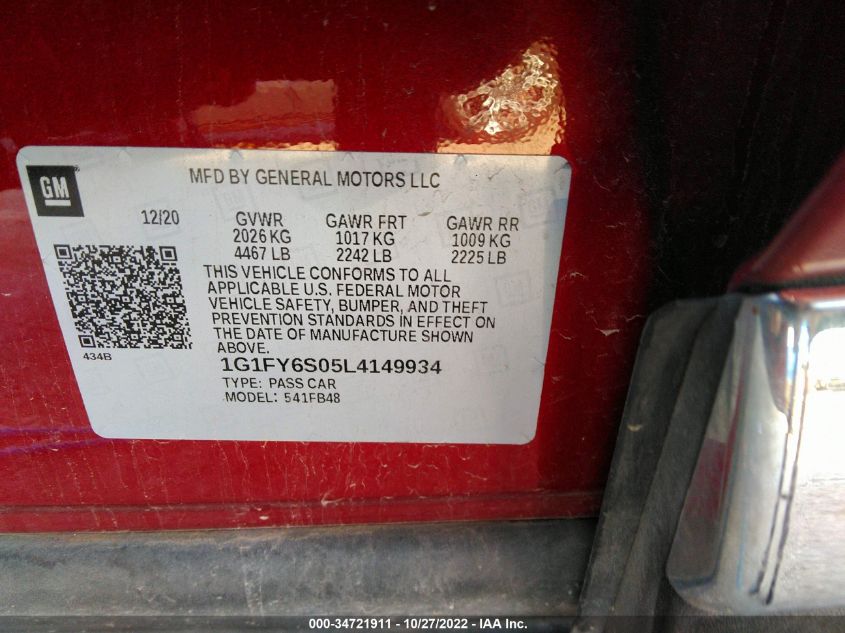 GM
MFD BY GENERAL MOTORS LLC
12/20 GVWR GAWR FRT GAWR RR
2026 KG 1017 KG 1009 KG
4467 LB 2242 LB 2225 LB
THIS VEHICLE CONFORMS TO ALL
APPLICABLE U.S. FEDERAL MOTOR
VEHICLE SAFETY, BUMPER, AND THEFT
PREVENTION STANDARDS IN EFFECT ON
THE DATE OF MANUFACTURE SHOWN
ABOVE.
434B
1G1FY6S05L4149934
TYPE: PASS CAR
MODEL: 541FB48
000-34721911 - 10/27/2022 - IAA Inc.